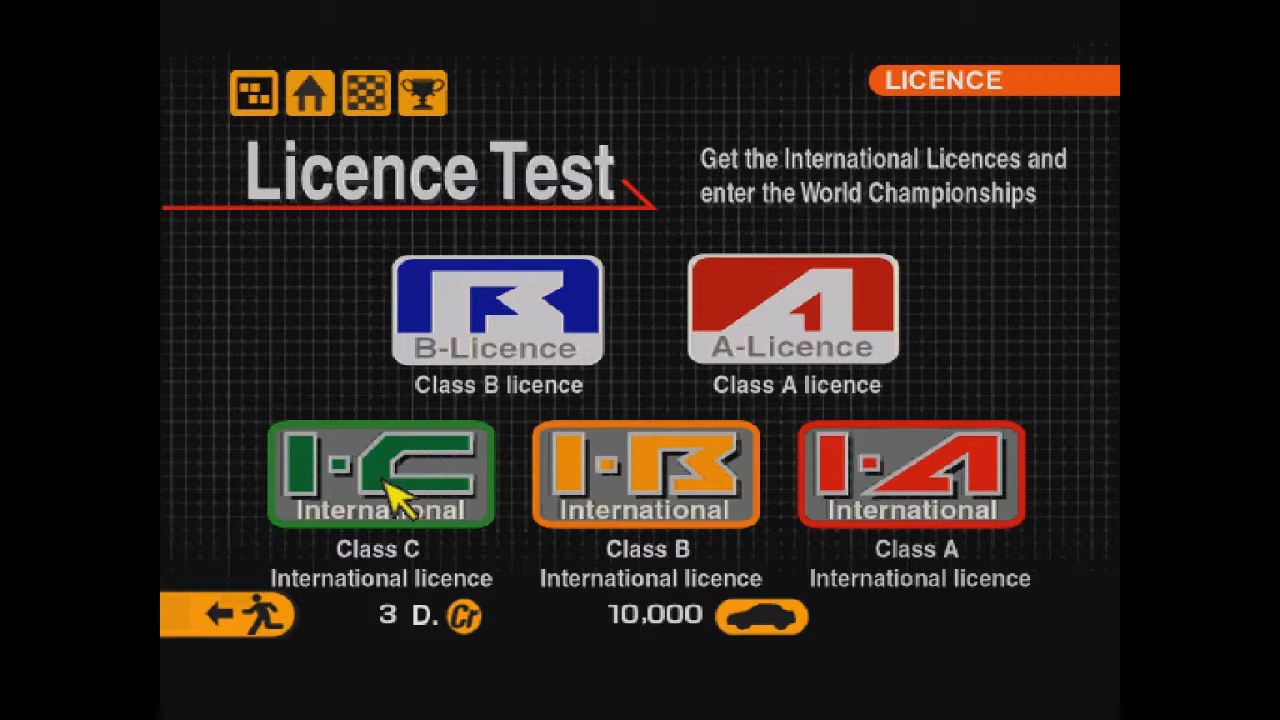 LICENCE
Licence Test
Get the International Licences and
enter the World Championships
B
B-Licence
Class B licence
A
A-Licence
Class A licence
I·C
International
Class C
International licence
I·B
International
Class B
International licence
I·A
International
Class A
International licence
3 D. Cr
10,000